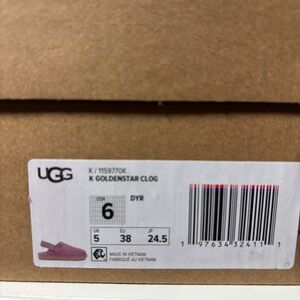 UGG
K / 1159770K
K GOLDENSTAR CLOG
USA
6
DYR
UK
5
EU
38
JP
24.5
MADE IN VIETNAM
FABRIQUÉ AU VIETNAM
1 97634 32411 1